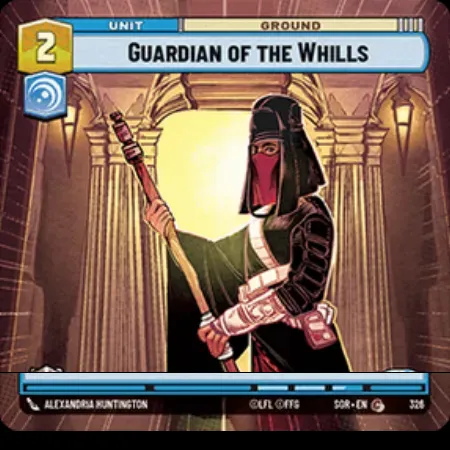 UNIT GROUND
2 GUARDIAN OF THE WHILLS
ALEXANDRIA HUNTINGTON ©LFL ©FFG SOR • EN C 326